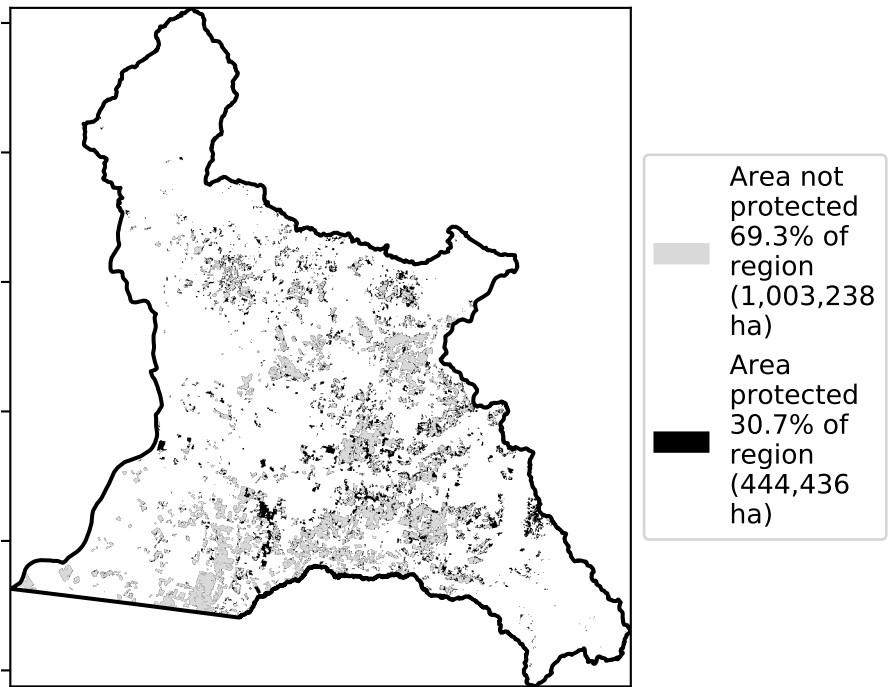 Area not
protected
69.3% of
region
(1,003,238
ha)
Area
protected
30.7% of
region
(444,436
ha)